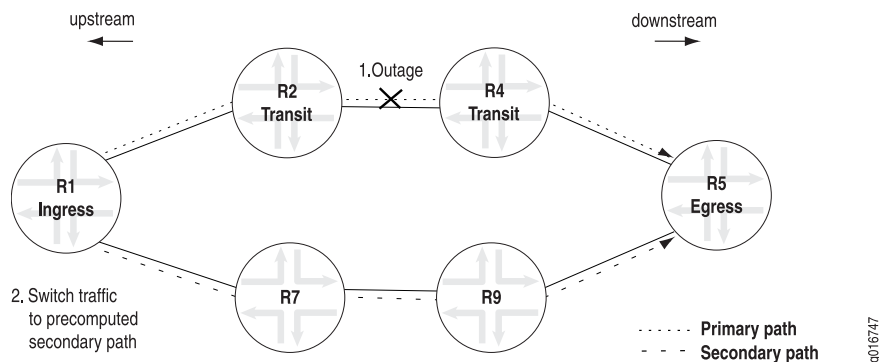 upstream
downstream
1.Outage
R2
Transit
R4
Transit
R1
Ingress
R5
Egress
R7
R9
2. Switch traffic
to precomputed
secondary path
Primary path
Secondary path
g016747